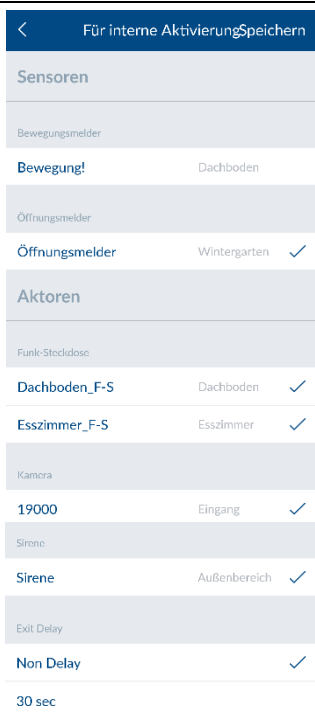 Für interne AktivierungSpeichern
Sensoren
Bewegungsmelder
Bewegung! Dachboden
Öffnungsmelder
Öffnungsmelder Wintergarten
Aktoren
Funk-Steckdose
Dachboden_F-S Dachboden
Esszimmer_F-S Esszimmer
Kamera
19000 Eingang
Sirene
Sirene Außenbereich
Exit Delay
Non Delay
30 sec